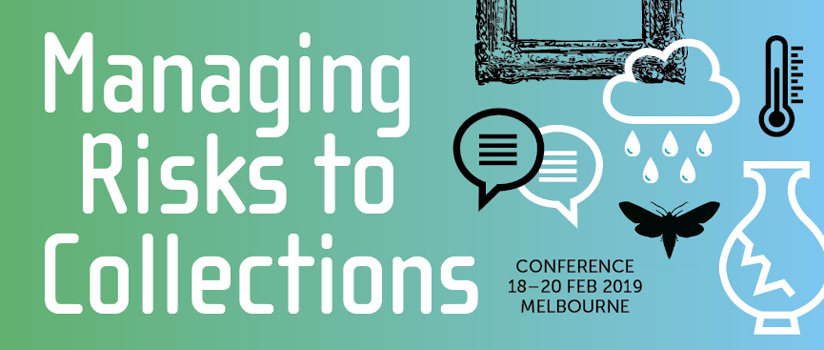 Managing
Risks to
Collections
CONFERENCE
18–20 FEB 2019
MELBOURNE